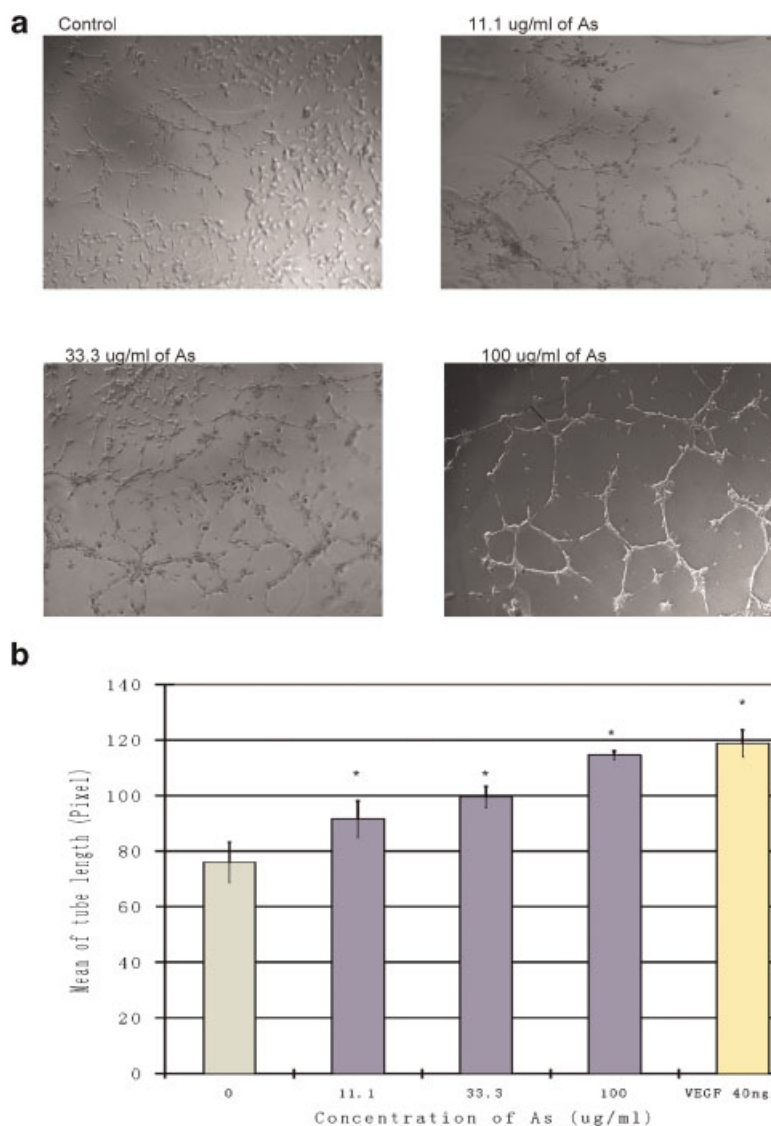 a
Control
11.1 ug/ml of As
33.3 ug/ml of As
100 ug/ml of As
b
Mean of tube length (Pixel)
140
120
100
80
60
40
20
0
* * * *
0 11.1 33.3 100 VEGF 40ng
Concentration of As (ug/ml)